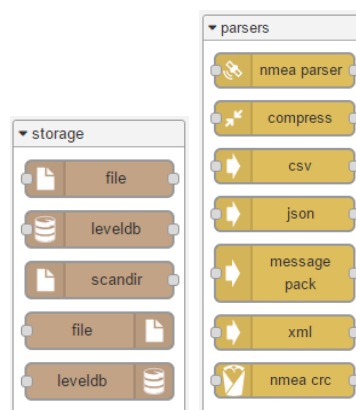 storage
file
leveldb
scandir
file
leveldb
parsers
nmea parser
compress
csv
json
message
pack
xml
nmea crc